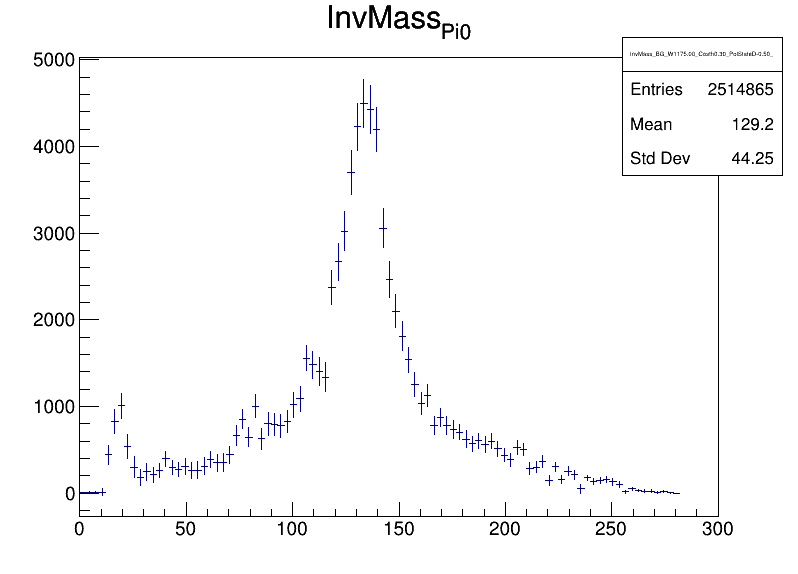 InvMass_Pi0
InvMass_BG_W1175.00_Costh0.30_PolStateD-0.50_
Entries 2514865
Mean 129.2
Std Dev 44.25
5000
4000
3000
2000
1000
0
0 50 100 150 200 250 300